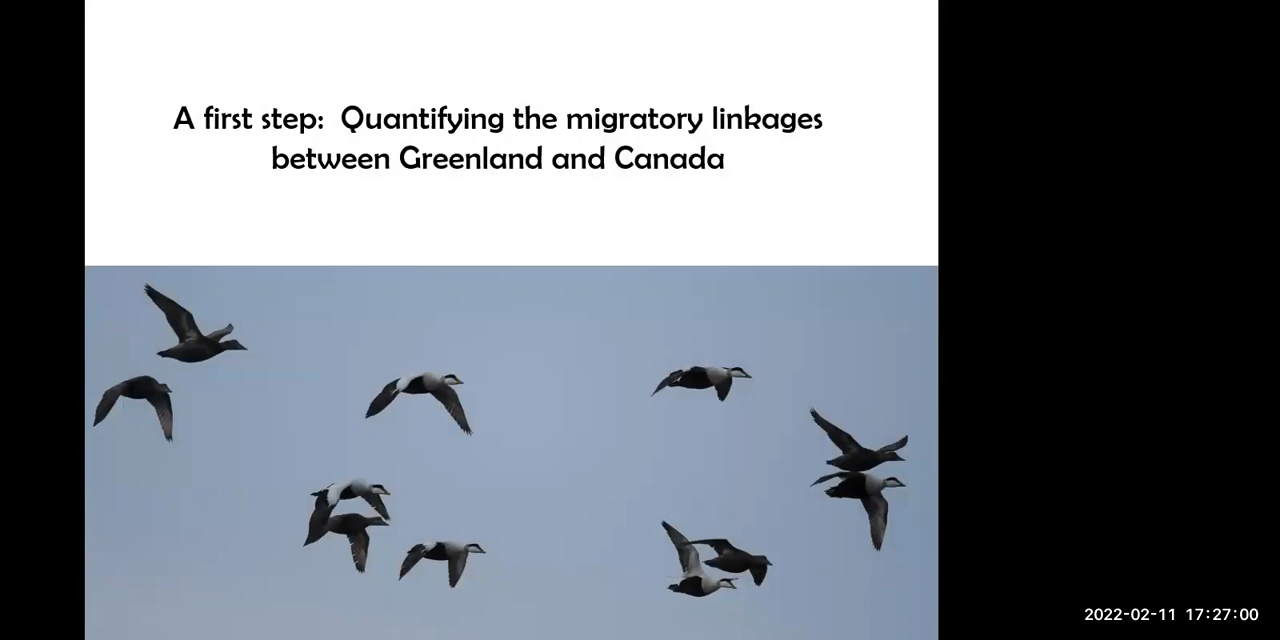 A first step:  Quantifying the migratory linkages
between Greenland and Canada
2022-02-11  17:27:00